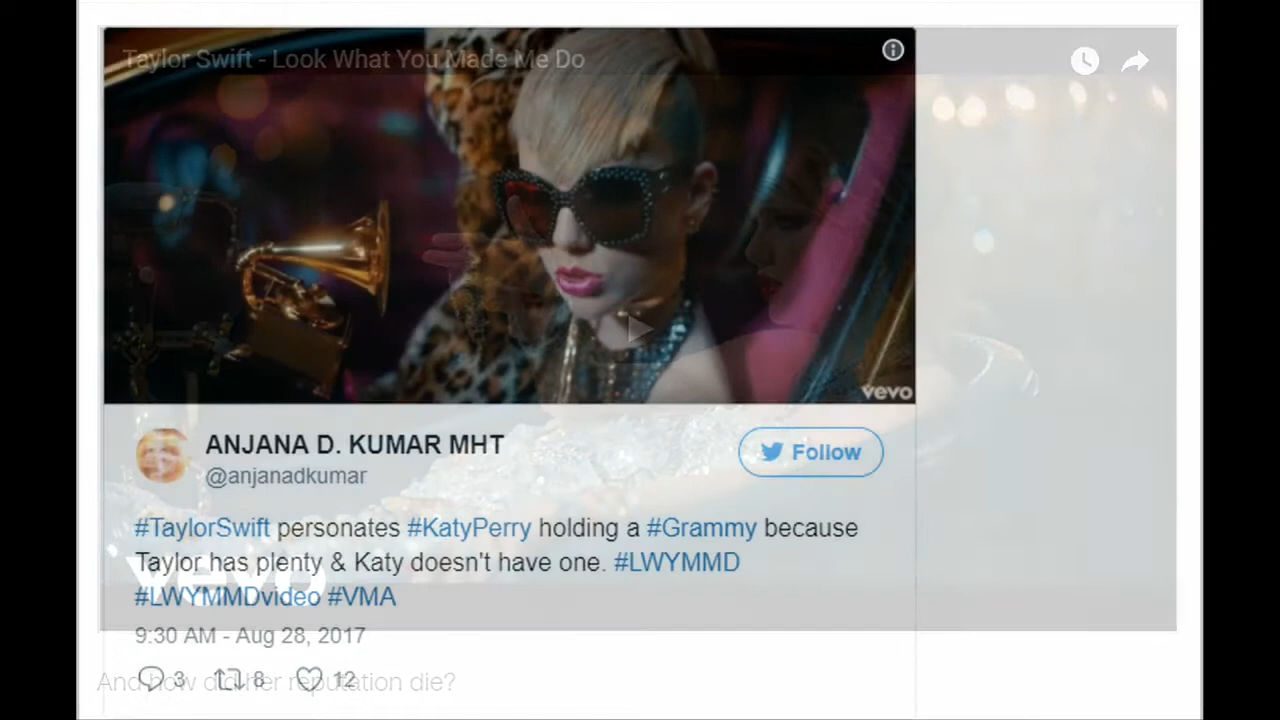 Taylor Swift - Look What You Made Me Do
vevo
ANJANA D. KUMAR MHT
@anjanadkumar
Follow
#TaylorSwift personates #KatyPerry holding a #Grammy because
Taylor has plenty & Katy doesn't have one. #LWYMMD
vevo
#LWYMMDvideo #VMA
9:30 AM - Aug 28, 2017
3 8 12
And how did her reputation die?